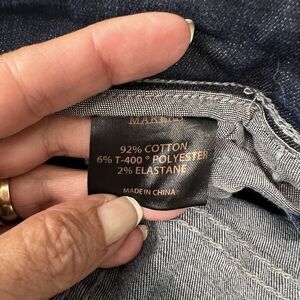 92% COTTON
6% T-400 ® POLYESTER
2% ELASTANE
MADE IN CHINA